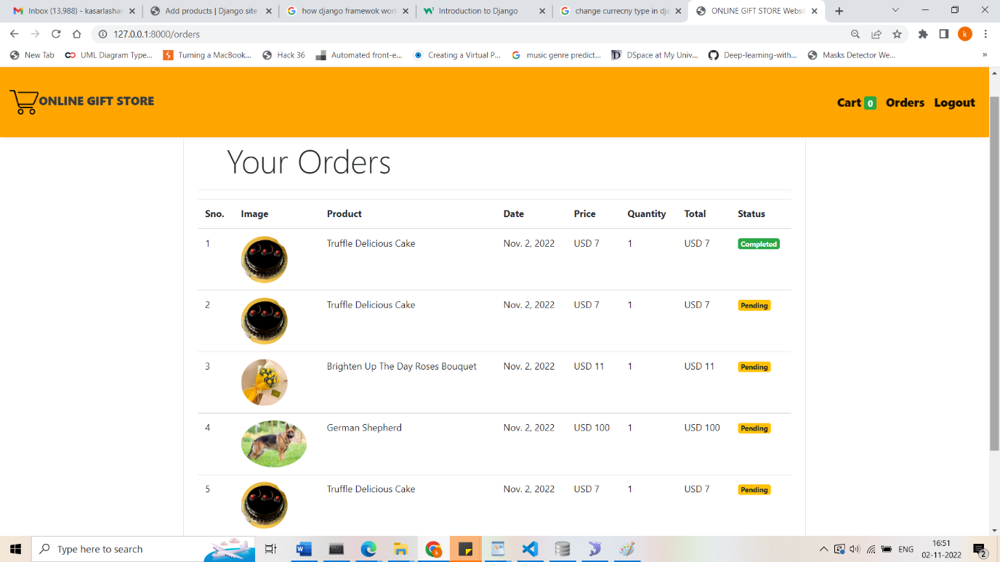 Inbox (13,988) - kasarlashar
Add products | Django site
how django framewok work
Introduction to Django
change currecny type in dja
ONLINE GIFT STORE Websi
127.0.0.1:8000/orders
k
New Tab
UML Diagram Type...
Turning a MacBook...
Hack 36
Automated front-e...
Creating a Virtual P...
music genre predict...
DSpace at My Univ...
Deep-learning-with...
Masks Detector We...
»
ONLINE GIFT STORE
Cart 0 Orders Logout
Your Orders
Sno. Image Product Date Price Quantity Total Status
1 Truffle Delicious Cake Nov. 2, 2022 USD 7 1 USD 7 Completed
2 Truffle Delicious Cake Nov. 2, 2022 USD 7 1 USD 7 Pending
3 Brighten Up The Day Roses Bouquet Nov. 2, 2022 USD 11 1 USD 11 Pending
4 German Shepherd Nov. 2, 2022 USD 100 1 USD 100 Pending
5 Truffle Delicious Cake Nov. 2, 2022 USD 7 1 USD 7 Pending
Type here to search
ENG
16:51
02-11-2022
2